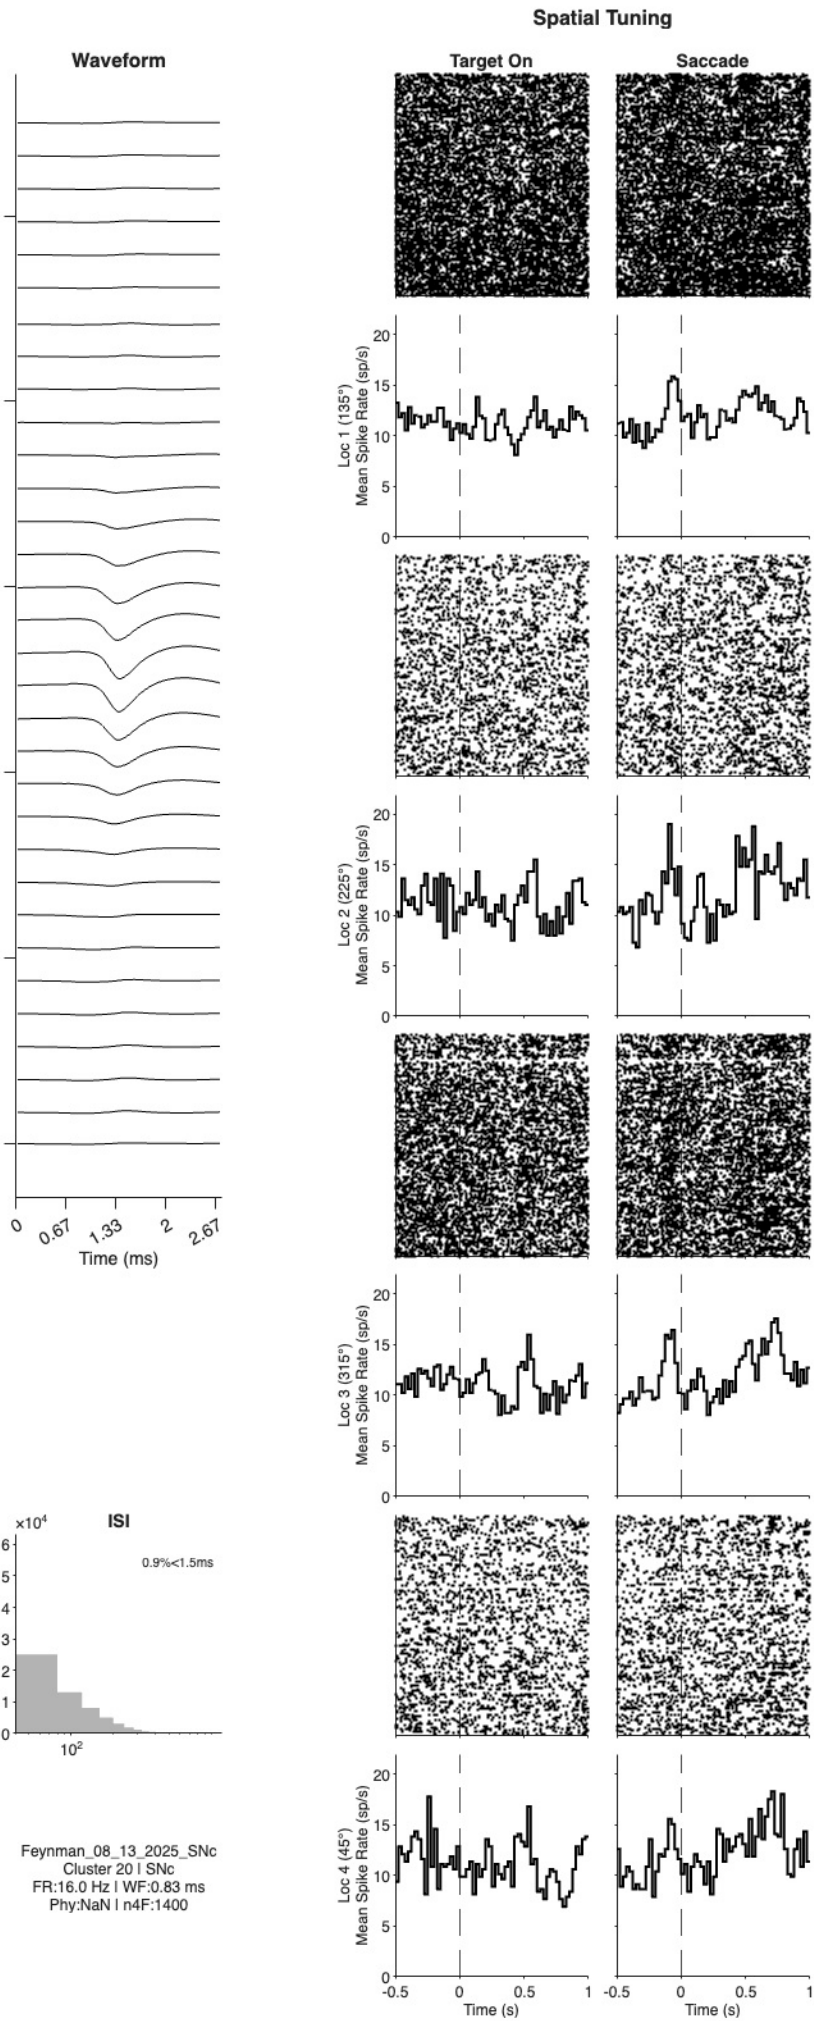 Spatial Tuning
Waveform
Target On
Saccade
0
0.67
1.33
2
2.67
Time (ms)
20
15
10
5
0
Loc 1 (135°)
Mean Spike Rate (sp/s)
20
15
10
5
0
Loc 2 (225°)
Mean Spike Rate (sp/s)
20
15
10
5
0
Loc 3 (315°)
Mean Spike Rate (sp/s)
20
15
10
5
0
Loc 4 (45°)
Mean Spike Rate (sp/s)
-0.5 0 0.5 1
Time (s)
-0.5 0 0.5 1
Time (s)
×10⁴
ISI
0.9%<1.5ms
6
5
4
3
2
1
0
10²
Feynman_08_13_2025_SNc
Cluster 20 | SNc
FR:16.0 Hz | WF:0.83 ms
Phy:NaN | n4F:1400